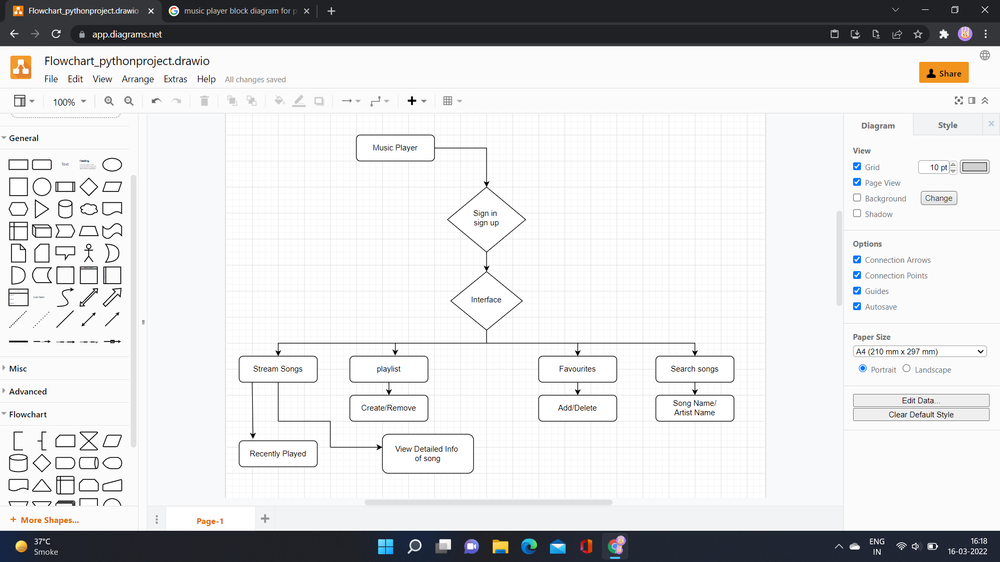 Flowchart_pythonproject.drawio
music player block diagram for p
app.diagrams.net
Flowchart_pythonproject.drawio
File Edit View Arrange Extras Help All changes saved
Share
100%
General
Text
Heading
List Item
Misc
Advanced
Flowchart
+ More Shapes...
Music Player
Sign in
sign up
Interface
Stream Songs
playlist
Favourites
Search songs
Create/Remove
Add/Delete
Song Name/
Artist Name
Recently Played
View Detailed Info
of song
Page-1
Diagram
Style
View
Grid
10 pt
Page View
Background
Change
Shadow
Options
Connection Arrows
Connection Points
Guides
Autosave
Paper Size
A4 (210 mm x 297 mm)
Portrait
Landscape
Edit Data...
Clear Default Style
37°C
Smoke
ENG
IN
16:18
16-03-2022